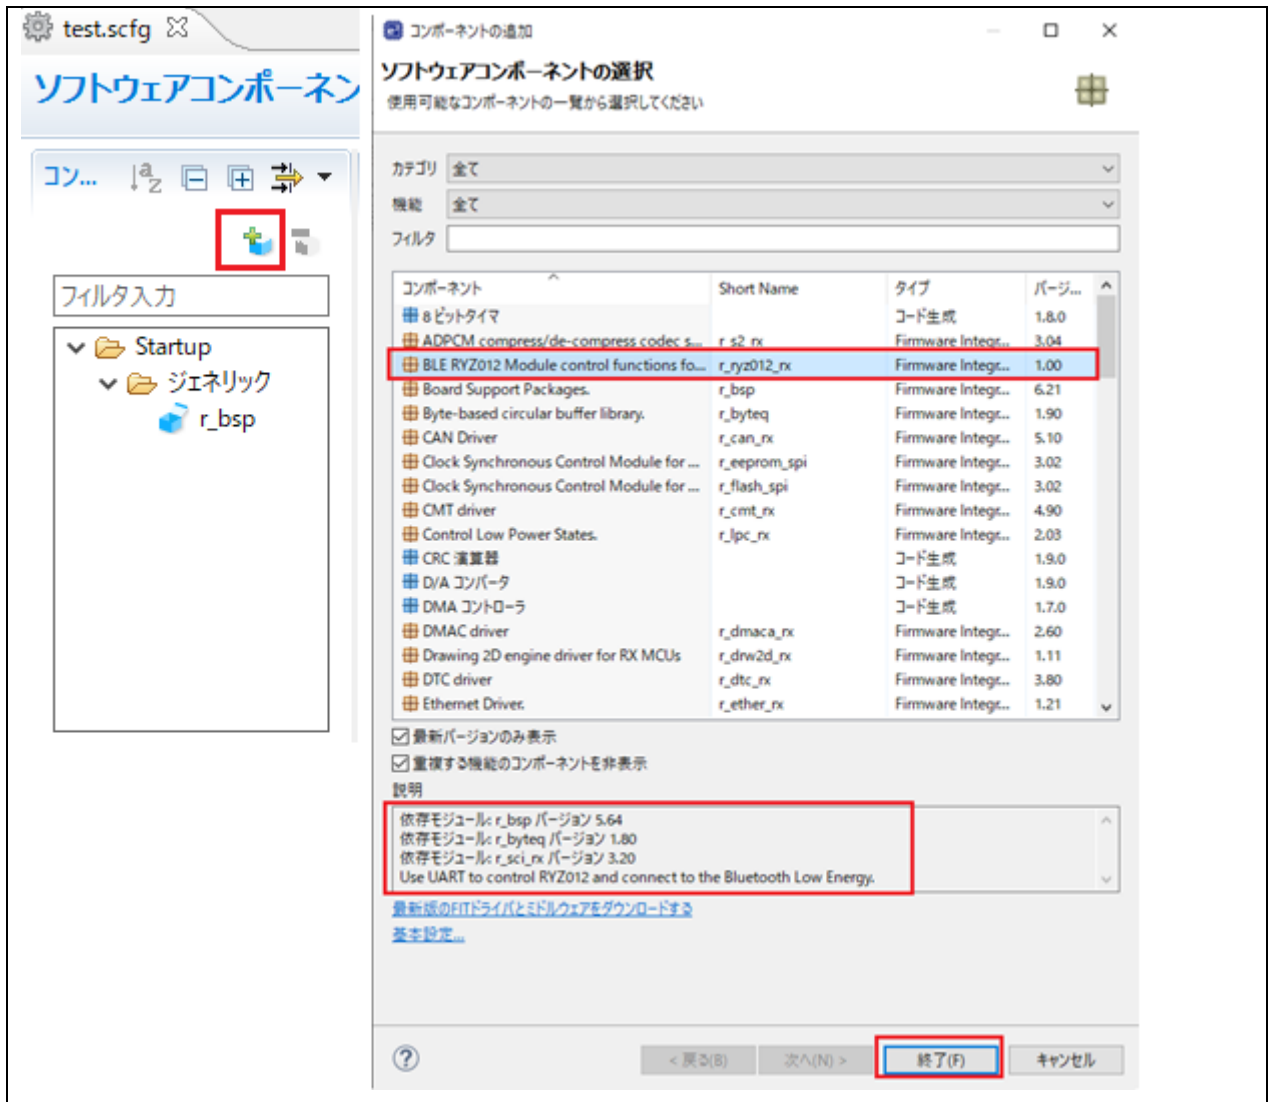 test.scfg
ソフトウェアコンポーネン
コン...
フィルタ入力
Startup
ジェネリック
r_bsp
コンポーネントの追加
ソフトウェアコンポーネントの選択
使用可能なコンポーネントの一覧から選択してください
カテゴリ 全て
機能 全て
フィルタ
コンポーネント Short Name タイプ バージ...
8 ビットタイマ コード生成 1.8.0
ADPCM compress/de-compress codec s... r_s2_rx Firmware Integr... 3.04
BLE RYZ012 Module control functions fo... r_ryz012_rx Firmware Integr... 1.00
Board Support Packages. r_bsp Firmware Integr... 6.21
Byte-based circular buffer library. r_byteq Firmware Integr... 1.90
CAN Driver r_can_rx Firmware Integr... 5.10
Clock Synchronous Control Module for ... r_eeprom_spi Firmware Integr... 3.02
Clock Synchronous Control Module for ... r_flash_spi Firmware Integr... 3.02
CMT driver r_cmt_rx Firmware Integr... 4.90
Control Low Power States. r_lpc_rx Firmware Integr... 2.03
CRC 演算器 コード生成 1.9.0
D/A コンバータ コード生成 1.9.0
DMA コントローラ コード生成 1.7.0
DMAC driver r_dmaca_rx Firmware Integr... 2.60
Drawing 2D engine driver for RX MCUs r_drw2d_rx Firmware Integr... 1.11
DTC driver r_dtc_rx Firmware Integr... 3.80
Ethernet Driver. r_ether_rx Firmware Integr... 1.21
最新バージョンのみ表示
重複する機能のコンポーネントを非表示
説明
依存モジュール: r_bsp バージョン 5.64
依存モジュール: r_byteq バージョン 1.80
依存モジュール: r_sci_rx バージョン 3.20
Use UART to control RYZ012 and connect to the Bluetooth Low Energy.
最新版のFITドライバとミドルウェアをダウンロードする
基本設定...
< 戻る(B) 次へ(N) > 終了(F) キャンセル